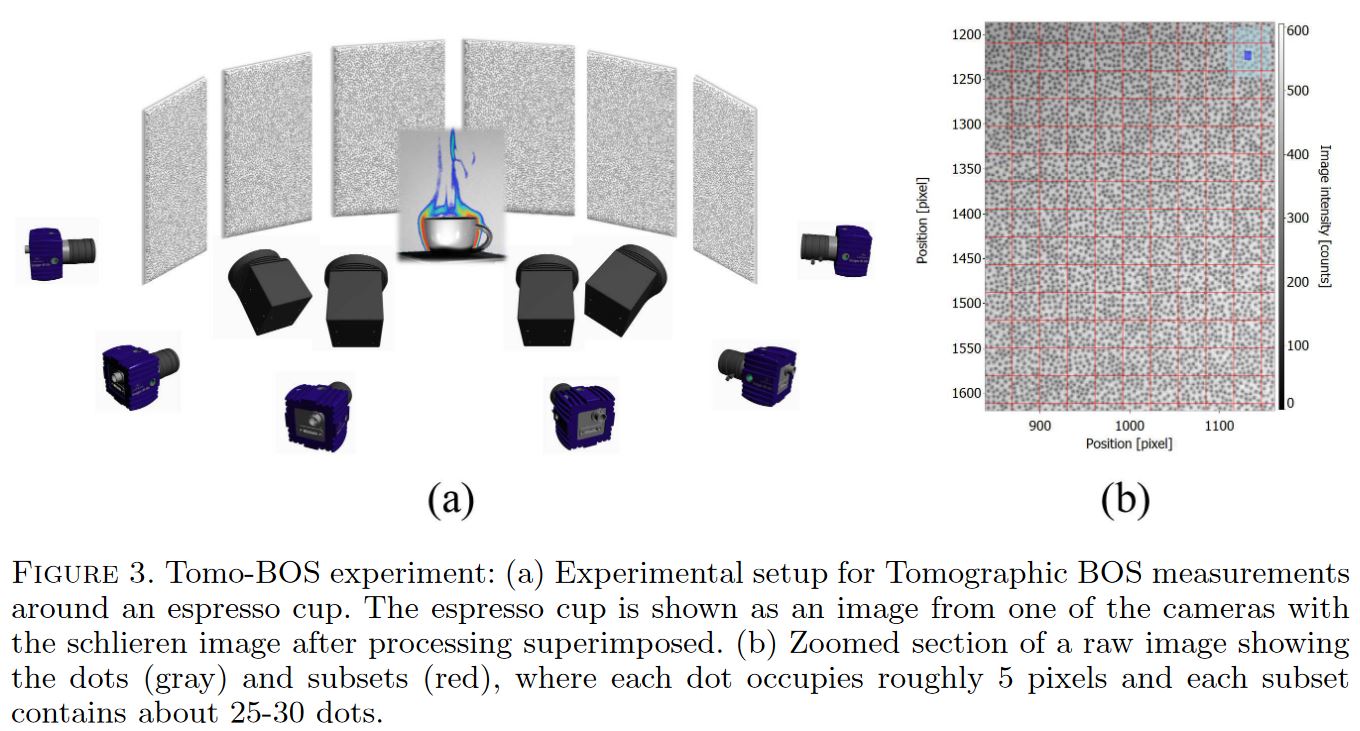 1200
1250
1300
1350
1400
1450
1500
1550
1600
Position [pixel]
900
1000
1100
Position [pixel]
600
500
400
300
200
100
0
Image intensity [counts]
(a)
(b)
FIGURE 3. Tomo-BOS experiment: (a) Experimental setup for Tomographic BOS measurements
around an espresso cup. The espresso cup is shown as an image from one of the cameras with
the schlieren image after processing superimposed. (b) Zoomed section of a raw image showing
the dots (gray) and subsets (red), where each dot occupies roughly 5 pixels and each subset
contains about 25-30 dots.